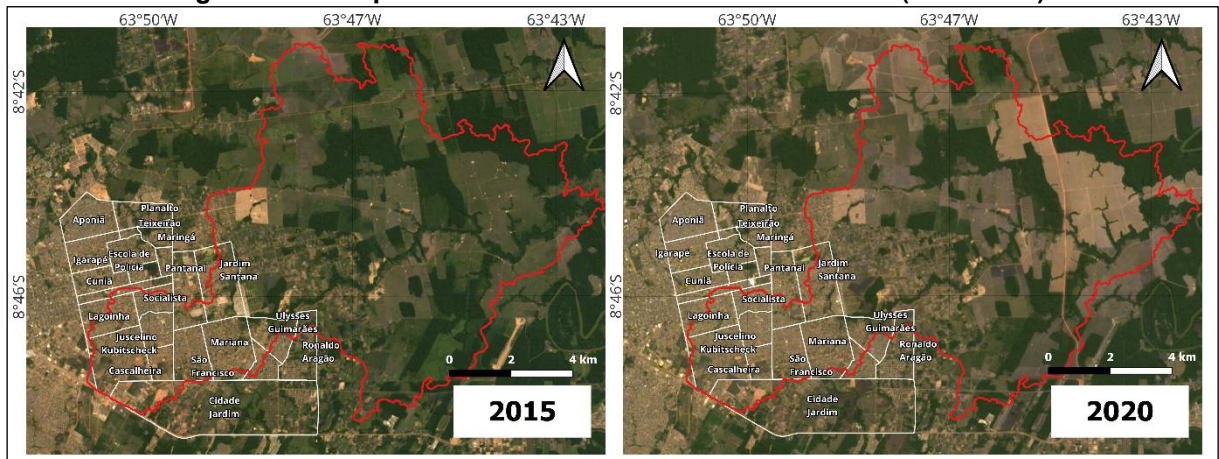 63°50'W 63°47'W 63°43'W
8°42'S
8°46'S
Aponiã
Planalto
Teixeirão
Maringá
Igarapé
Escola de
Polícia
Cuniã
Pantanal
Jardim
Santana
Socialista
Lagoinha
Ulysses
Guimarães
Juscelino
Kubitscheck
Mariana
Ronaldo
Aragão
Cascalheira
São
Francisco
Cidade
Jardim
0 2 4 km
2015
63°50'W 63°47'W 63°43'W
8°42'S
8°46'S
Aponiã
Planalto
Teixeirão
Maringá
Igarapé
Escola de
Polícia
Cuniã
Pantanal
Jardim
Santana
Socialista
Lagoinha
Ulysses
Guimarães
Juscelino
Kubitscheck
Mariana
Ronaldo
Aragão
Cascalheira
São
Francisco
Cidade
Jardim
0 2 4 km
2020